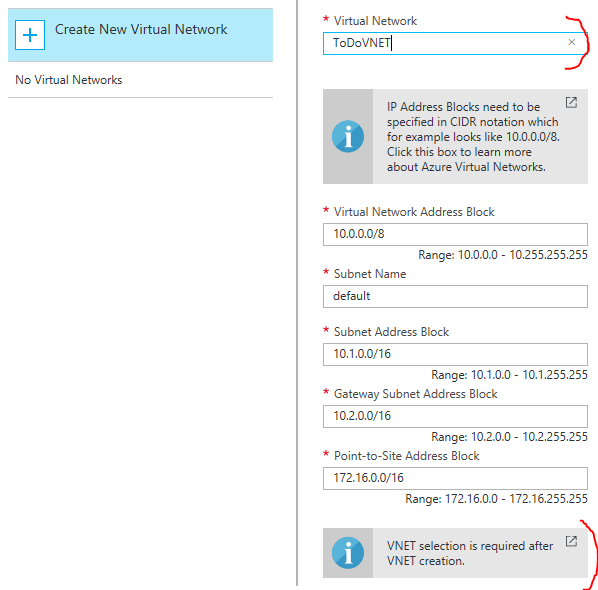 Create New Virtual Network
No Virtual Networks
* Virtual Network
ToDoVNET
IP Address Blocks need to be
specified in CIDR notation which
for example looks like 10.0.0.0/8.
Click this box to learn more
about Azure Virtual Networks.
* Virtual Network Address Block
10.0.0.0/8
Range: 10.0.0.0 - 10.255.255.255
* Subnet Name
default
* Subnet Address Block
10.1.0.0/16
Range: 10.1.0.0 - 10.1.255.255
* Gateway Subnet Address Block
10.2.0.0/16
Range: 10.2.0.0 - 10.2.255.255
* Point-to-Site Address Block
172.16.0.0/16
Range: 172.16.0.0 - 172.16.255.255
VNET selection is required after
VNET creation.